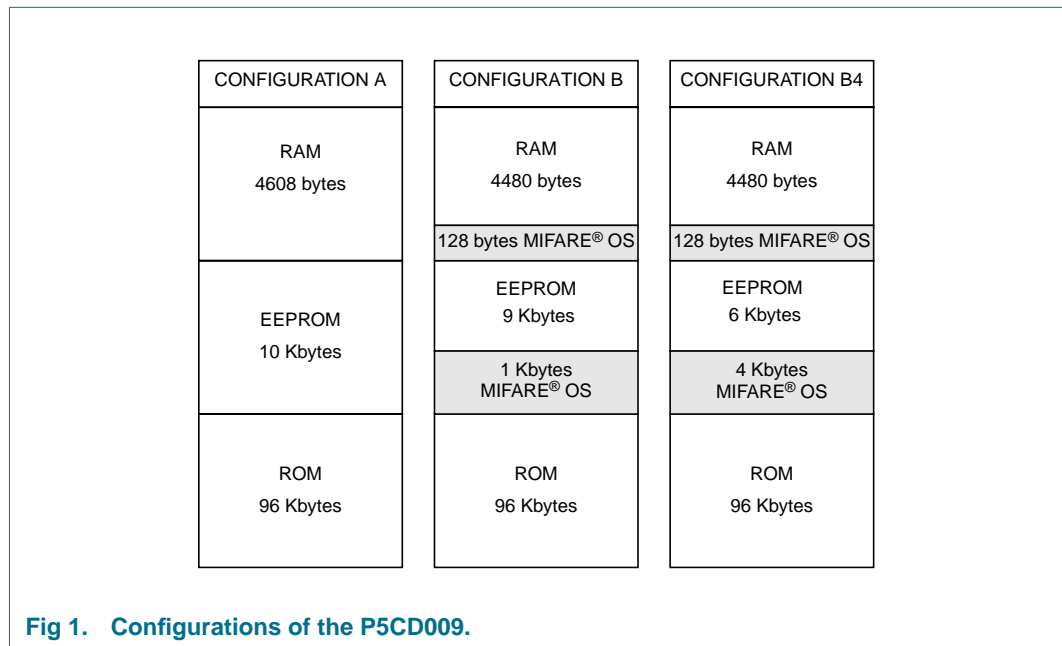 CONFIGURATION A
RAM
4608 bytes
EEPROM
10 Kbytes
ROM
96 Kbytes
CONFIGURATION B
RAM
4480 bytes
128 bytes MIFARE® OS
EEPROM
9 Kbytes
1 Kbytes
MIFARE® OS
ROM
96 Kbytes
CONFIGURATION B4
RAM
4480 bytes
128 bytes MIFARE® OS
EEPROM
6 Kbytes
4 Kbytes
MIFARE® OS
ROM
96 Kbytes
Fig 1. Configurations of the P5CD009.